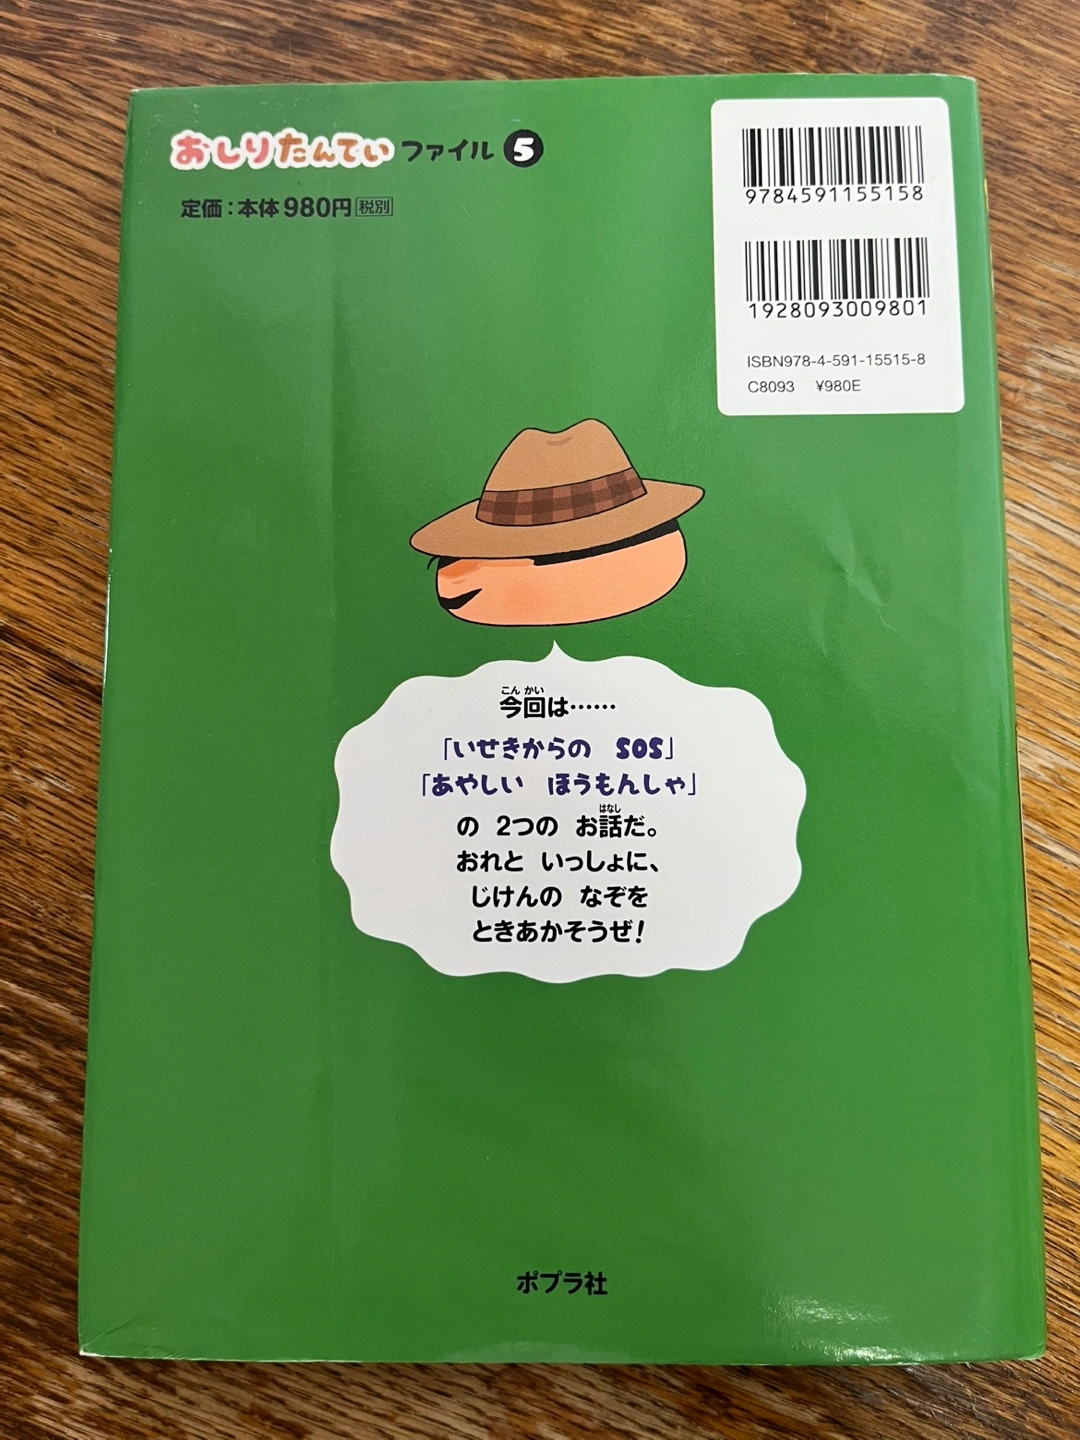 おしりたんてい ファイル 5
定価：本体980円 税別
9784591155158
1928093009801
ISBN978-4-591-15515-8
C8093 ¥980E
こん かい
今回は……
「いせきからの SOS」
「あやしい ほうもんしゃ」
はなし
の 2つの お話だ。
おれと いっしょに、
じけんの なぞを
ときあかそうぜ！
ポプラ社